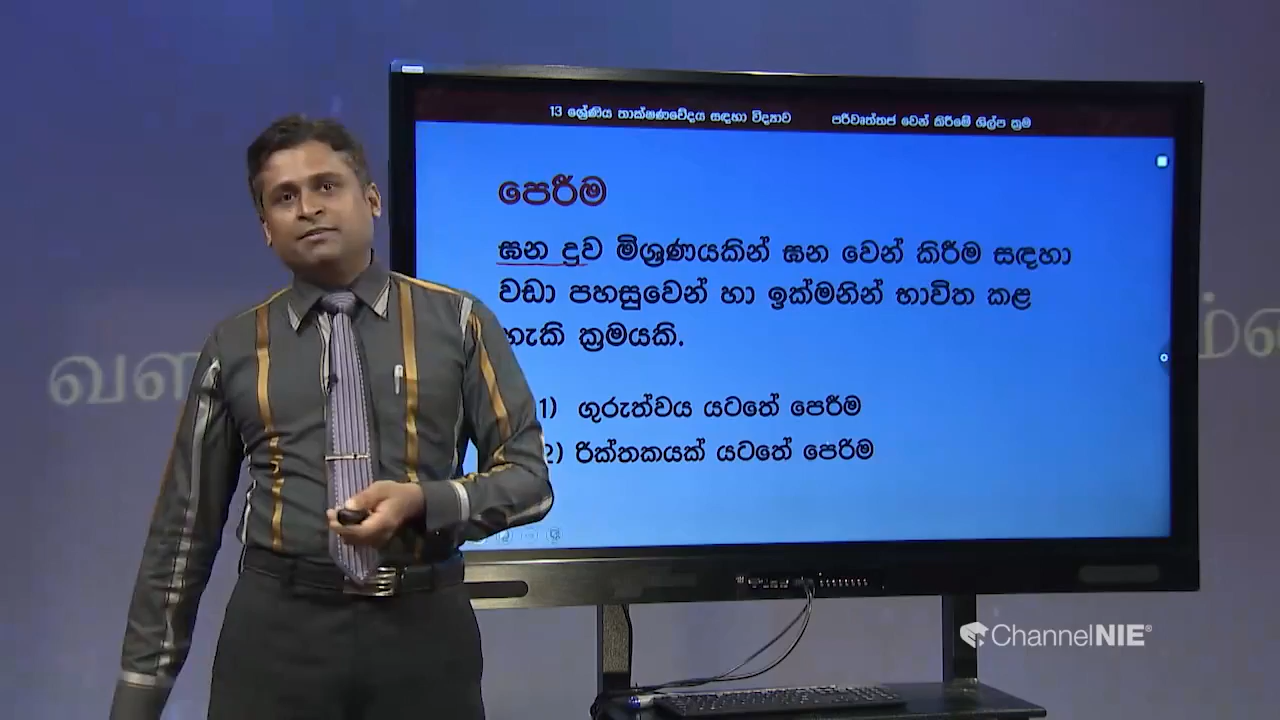 13 ශ්‍රේණිය තාක්ෂණවේදය සඳහා විද්‍යාව පරිවෘත්තජ වෙන් කිරීමේ ශිල්ප ක්‍රම
පෙරීම
ඝන ද්‍රව මිශ්‍රණයකින් ඝන වෙන් කිරීම සඳහා
වඩා පහසුවෙන් හා ඉක්මනින් භාවිත කළ
හැකි ක්‍රමයකි.
1) ගුරුත්වය යටතේ පෙරීම
2) රික්තකයක් යටතේ පෙරිම
ChannelNIE®